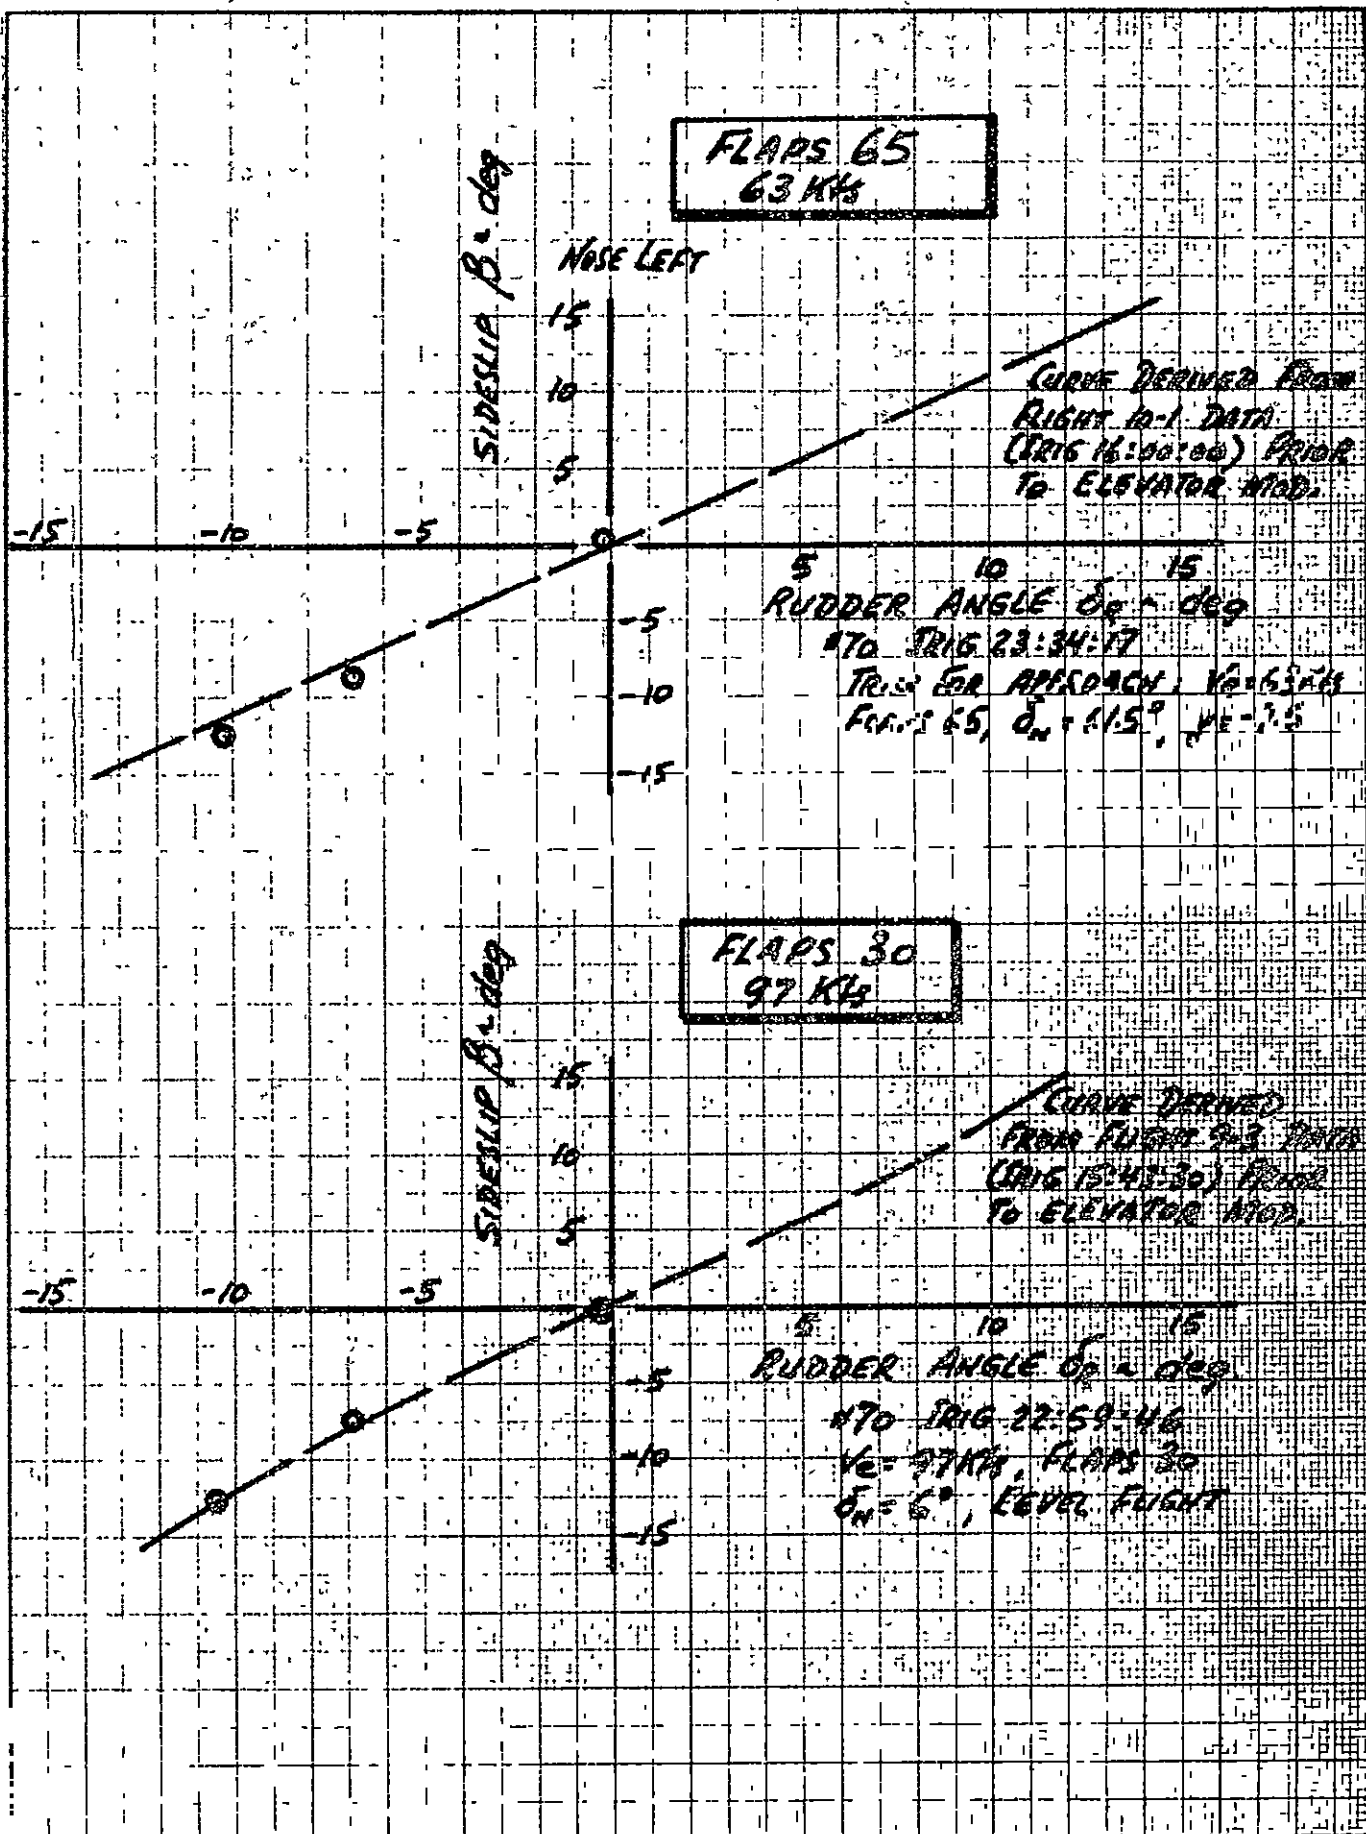 FLAPS 65
63 Kts
SIDESLIP β ~ deg
NOSE LEFT
15
10
5
-15 -10 -5
5 10 15
-5
-10
-15
CURVE DERIVED FROM
FLIGHT 10-1 DATA
(IRIG 16:00:00) PRIOR
TO ELEVATOR MOD.
RUDDER ANGLE δR ~ deg
#70 IRIG 23:34:17
TRIM FOR APPROACH; Ve = 63 Kts
FLAPS 65,
FLAPS 30
97 Kts
SIDESLIP β ~ deg
15
10
5
-15 -10 -5
5 10 15
-5
-10
-15
CURVE DERIVED
FROM FLIGHT 9-3 DATA
(IRIG 15:43:30) PRIOR
TO ELEVATOR MOD.
RUDDER ANGLE δR ~ deg.
#70 IRIG 22:59:46
Ve = 97 Kts, FLAPS 30
δN = 6°, LEVEL FLIGHT